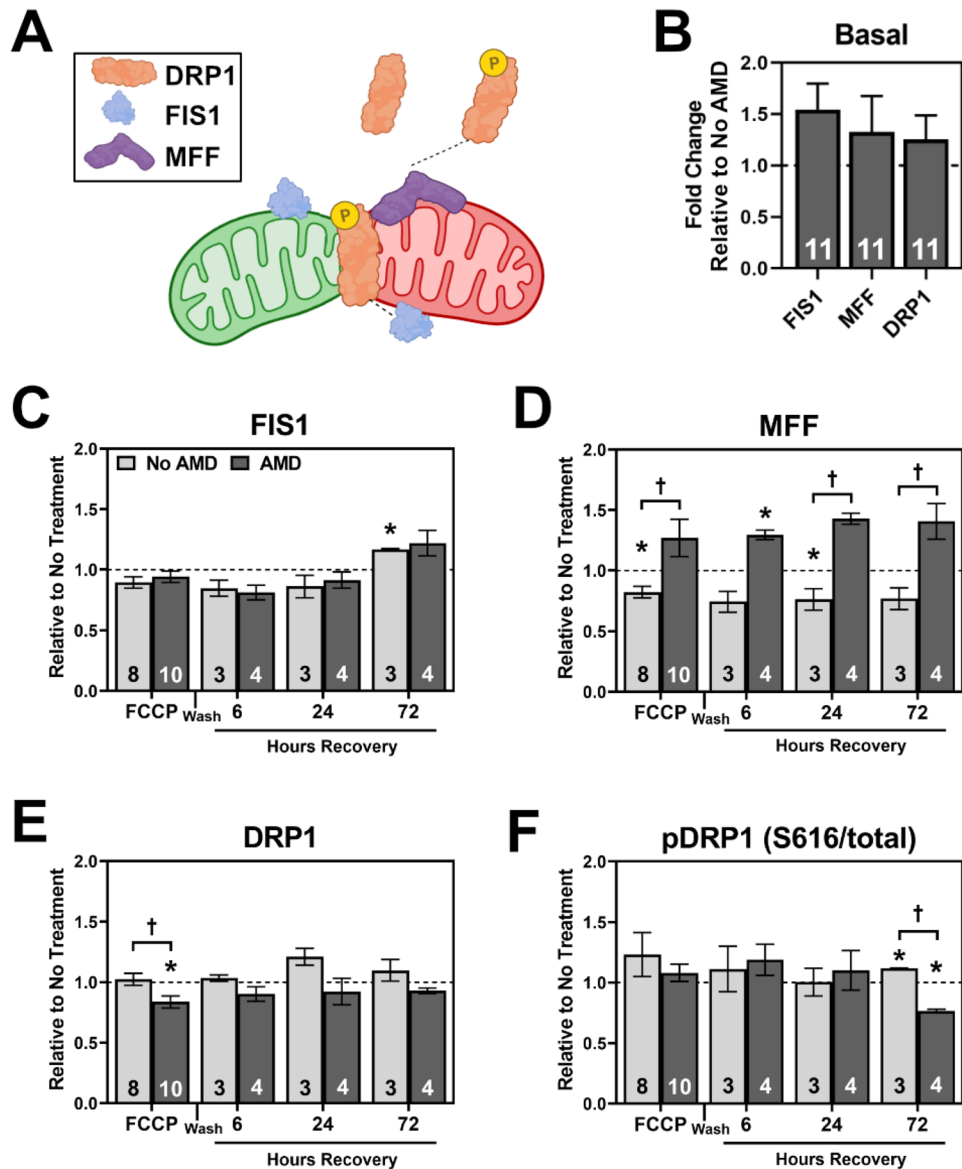 A
DRP1
FIS1
MFF
P
P
B
Basal
Fold Change
Relative to No AMD
2.0
1.5
1.0
0.5
0.0
11
11
11
FIS1
MFF
DRP1
C
FIS1
Relative to No Treatment
2.0
1.5
1.0
0.5
0.0
No AMD
AMD
*
8
10
3
4
3
4
3
4
FCCP
Wash
6
24
72
Hours Recovery
D
MFF
Relative to No Treatment
2.0
1.5
1.0
0.5
0.0
†
†
†
*
*
*
8
10
3
4
3
4
3
4
FCCP
Wash
6
24
72
Hours Recovery
E
DRP1
Relative to No Treatment
2.0
1.5
1.0
0.5
0.0
†
*
8
10
3
4
3
4
3
4
FCCP
Wash
6
24
72
Hours Recovery
F
pDRP1 (S616/total)
Relative to No Treatment
2.0
1.5
1.0
0.5
0.0
†
*
*
8
10
3
4
3
4
3
4
FCCP
Wash
6
24
72
Hours Recovery